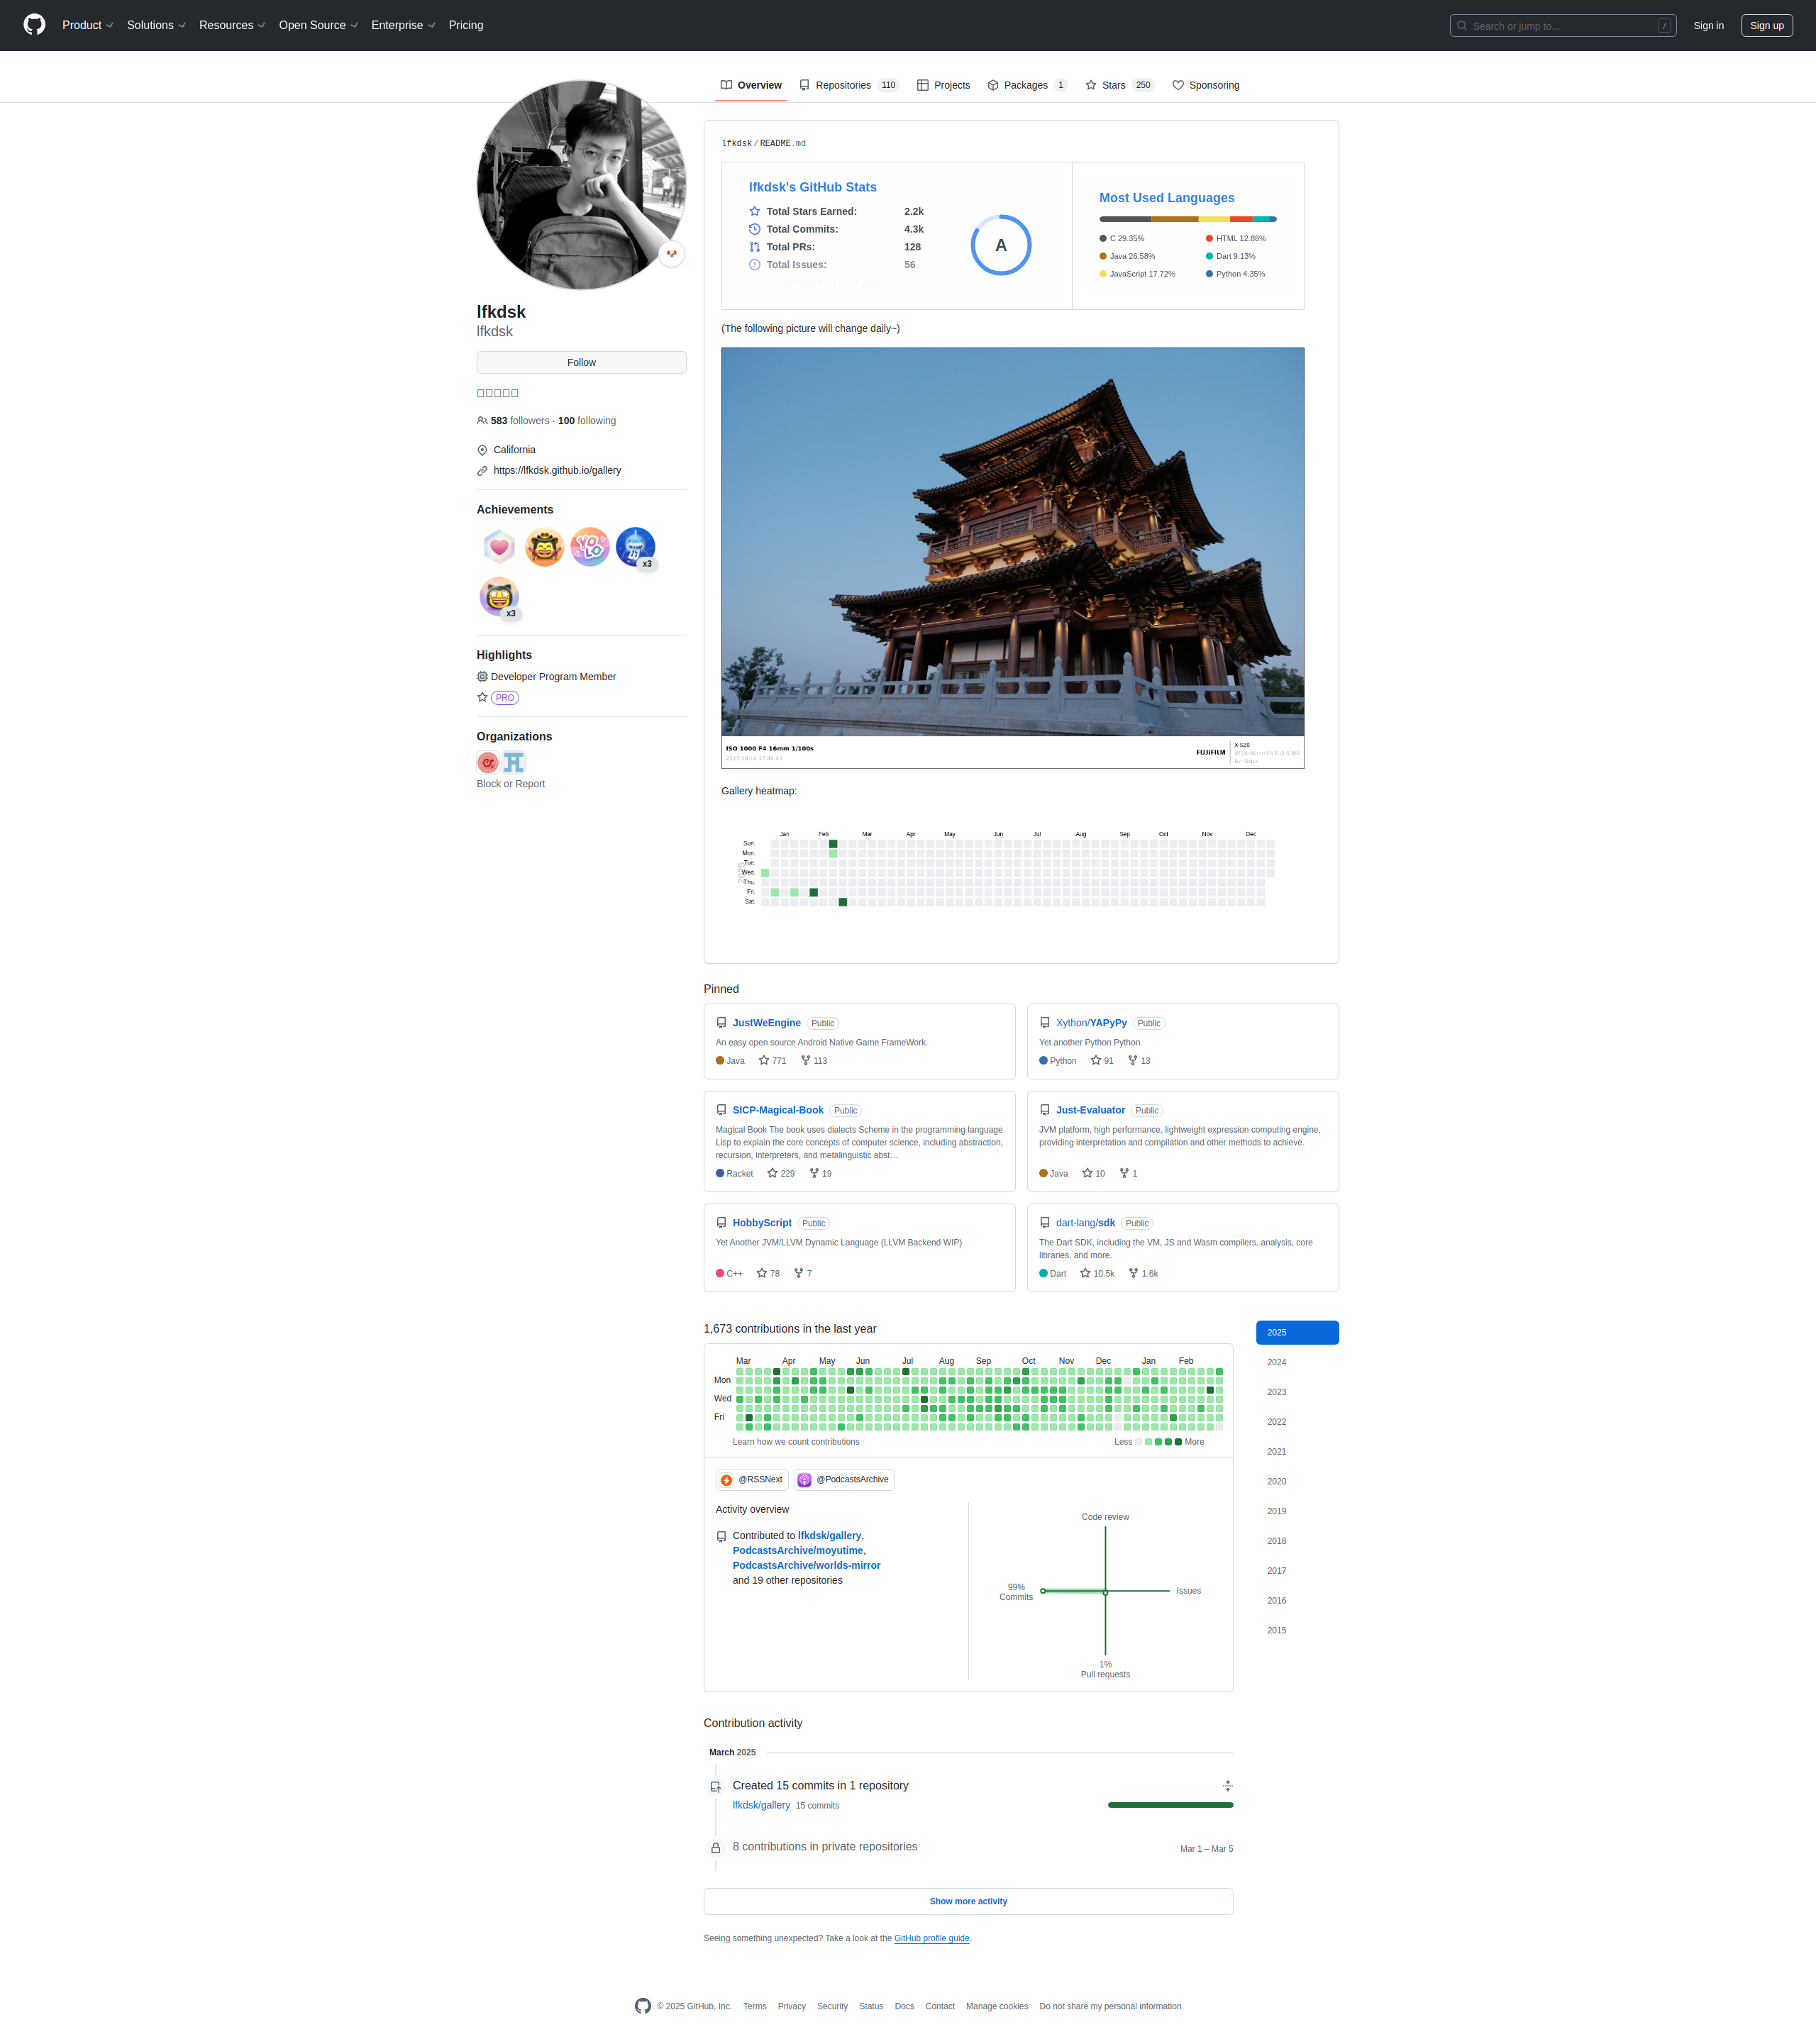 Product Solutions Resources Open Source Enterprise Pricing Search or jump to... / Sign in Sign up
Overview Repositories 110 Projects Packages 1 Stars 250 Sponsoring
lfkdsk
lfkdsk
Follow
583 followers · 100 following
California
https://lfkdsk.github.io/gallery
Achievements
YOLO
x3
x3
Highlights
Developer Program Member
PRO
Organizations
Block or Report
lfkdsk / README.md
lfkdsk's GitHub Stats
Total Stars Earned: 2.2k
Total Commits: 4.3k
Total PRs: 128
Total Issues: 56
A
Most Used Languages
C 29.35% HTML 12.88%
Java 26.58% Dart 9.13%
JavaScript 17.72% Python 4.35%
(The following picture will change daily~)
ISO 1000 F4 16mm 1/100s
FUJIFILM X-S20
Gallery heatmap:
Jan Feb Mar Apr May Jun Jul Aug Sep Oct Nov Dec
2025
Sun.
Mon.
Tue.
Wed.
Thu.
Fri.
Sat.
Pinned
JustWeEngine Public
An easy open source Android Native Game FrameWork.
Java 771 113
Xython/YAPyPy Public
Yet another Python Python
Python 91 13
SICP-Magical-Book Public
Magical Book The book uses dialects Scheme in the programming language
Lisp to explain the core concepts of computer science, including abstraction,
recursion, interpreters, and metalinguistic abst…
Racket 229 19
Just-Evaluator Public
JVM platform, high performance, lightweight expression computing engine,
providing interpretation and compilation and other methods to achieve.
Java 10 1
HobbyScript Public
Yet Another JVM/LLVM Dynamic Language (LLVM Backend WIP)
C++ 78 7
dart-lang/sdk Public
The Dart SDK, including the VM, JS and Wasm compilers, analysis, core
libraries, and more.
Dart 10.5k 1.6k
1,673 contributions in the last year
Mar Apr May Jun Jul Aug Sep Oct Nov Dec Jan Feb
Mon
Wed
Fri
Learn how we count contributions
Less More
@RSSNext @PodcastsArchive
Activity overview
Contributed to lfkdsk/gallery,
PodcastsArchive/moyutime,
PodcastsArchive/worlds-mirror
and 19 other repositories
Code review
99%
Commits
Issues
1%
Pull requests
2025
2024
2023
2022
2021
2020
2019
2018
2017
2016
2015
Contribution activity
March 2025
Created 15 commits in 1 repository
lfkdsk/gallery 15 commits
8 contributions in private repositories Mar 1 – Mar 5
Show more activity
Seeing something unexpected? Take a look at the GitHub profile guide.
© 2025 GitHub, Inc. Terms Privacy Security Status Docs Contact Manage cookies Do not share my personal information